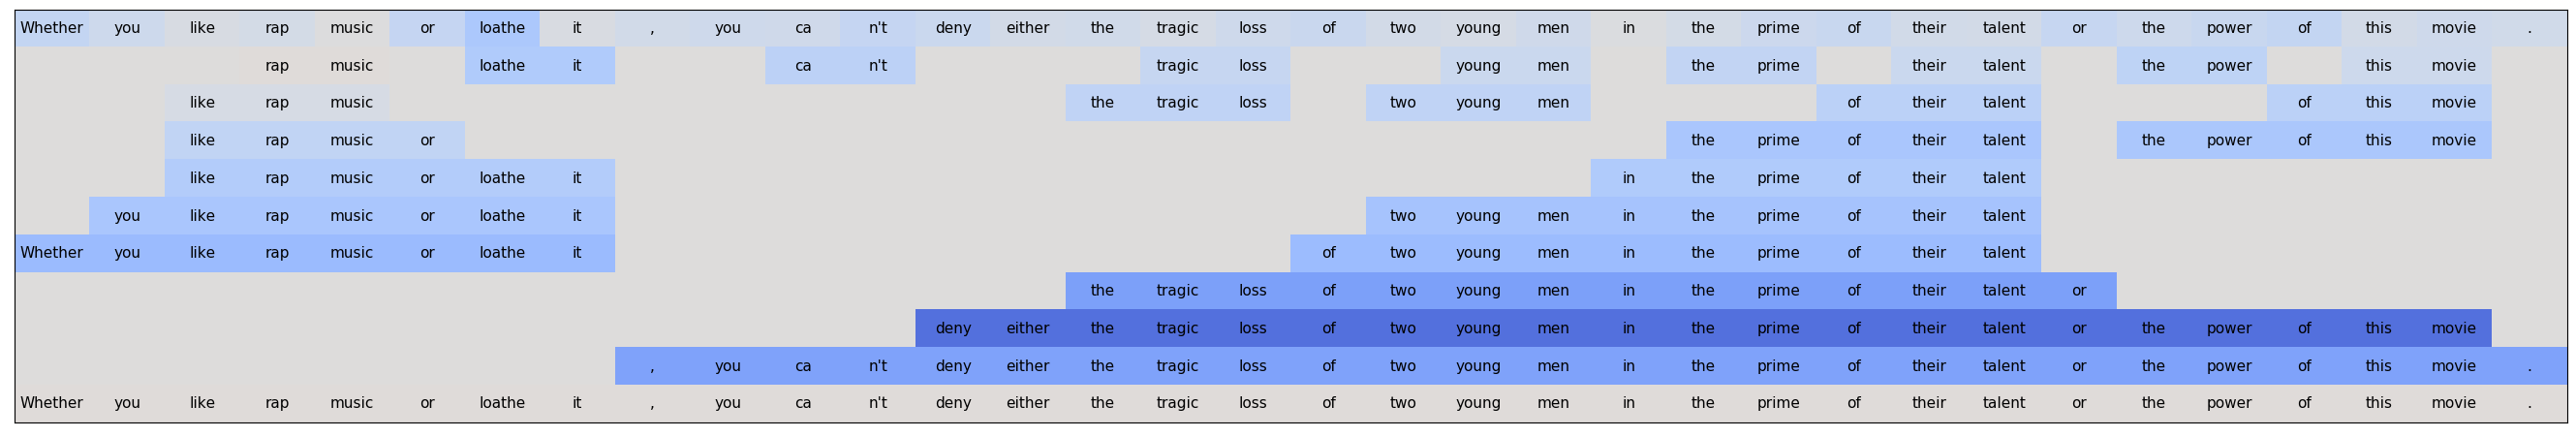 Whether you like rap music or loathe it , you ca n't deny either the tragic loss of two young men in the prime of their talent or the power of this movie .
rap music loathe it ca n't tragic loss young men the prime their talent the power this movie
like rap music the tragic loss two young men of their talent of this movie
like rap music or the prime of their talent the power of this movie
like rap music or loathe it in the prime of their talent
you like rap music or loathe it two young men in the prime of their talent
Whether you like rap music or loathe it of two young men in the prime of their talent
the tragic loss of two young men in the prime of their talent or
deny either the tragic loss of two young men in the prime of their talent or the power of this movie
, you ca n't deny either the tragic loss of two young men in the prime of their talent or the power of this movie .
Whether you like rap music or loathe it , you ca n't deny either the tragic loss of two young men in the prime of their talent or the power of this movie .